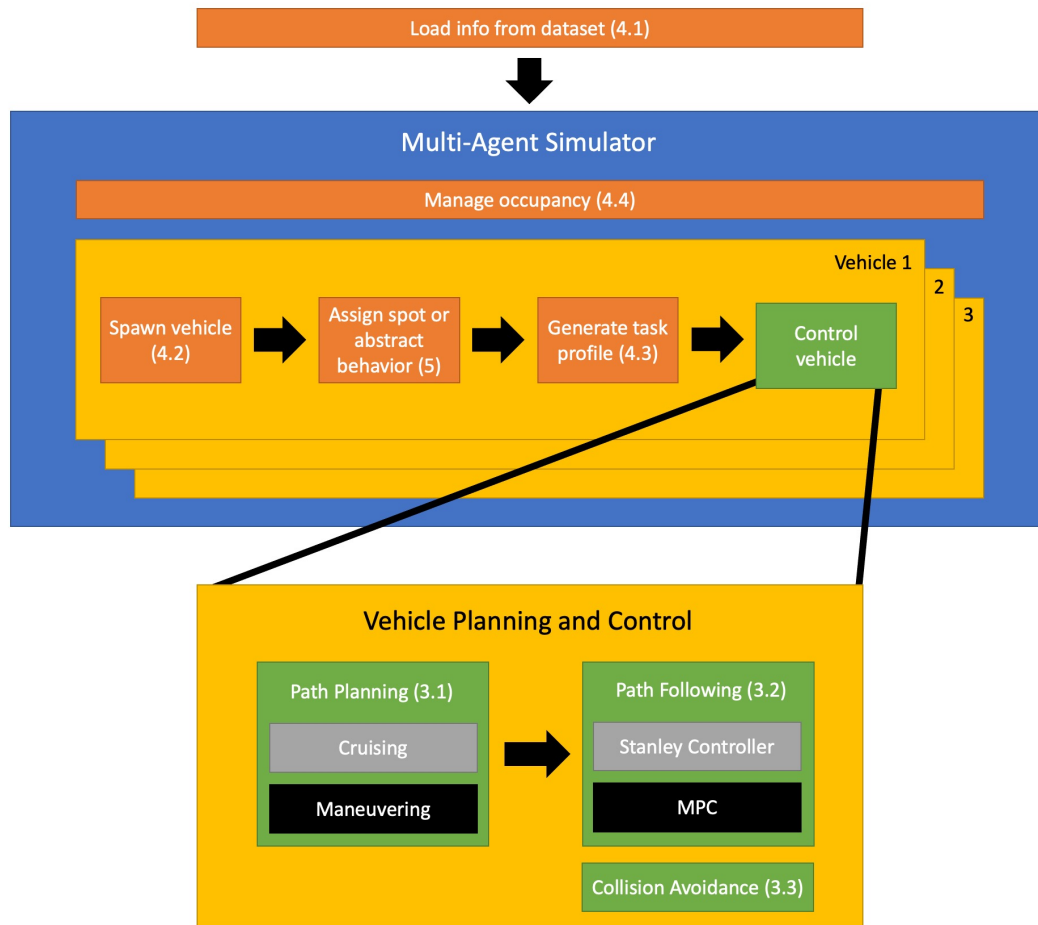 Load info from dataset (4.1)
Multi-Agent Simulator
Manage occupancy (4.4)
Vehicle 1
2
3
Spawn vehicle
(4.2)
Assign spot or
abstract
behavior (5)
Generate task
profile (4.3)
Control
vehicle
Vehicle Planning and Control
Path Planning (3.1)
Cruising
Maneuvering
Path Following (3.2)
Stanley Controller
MPC
Collision Avoidance (3.3)